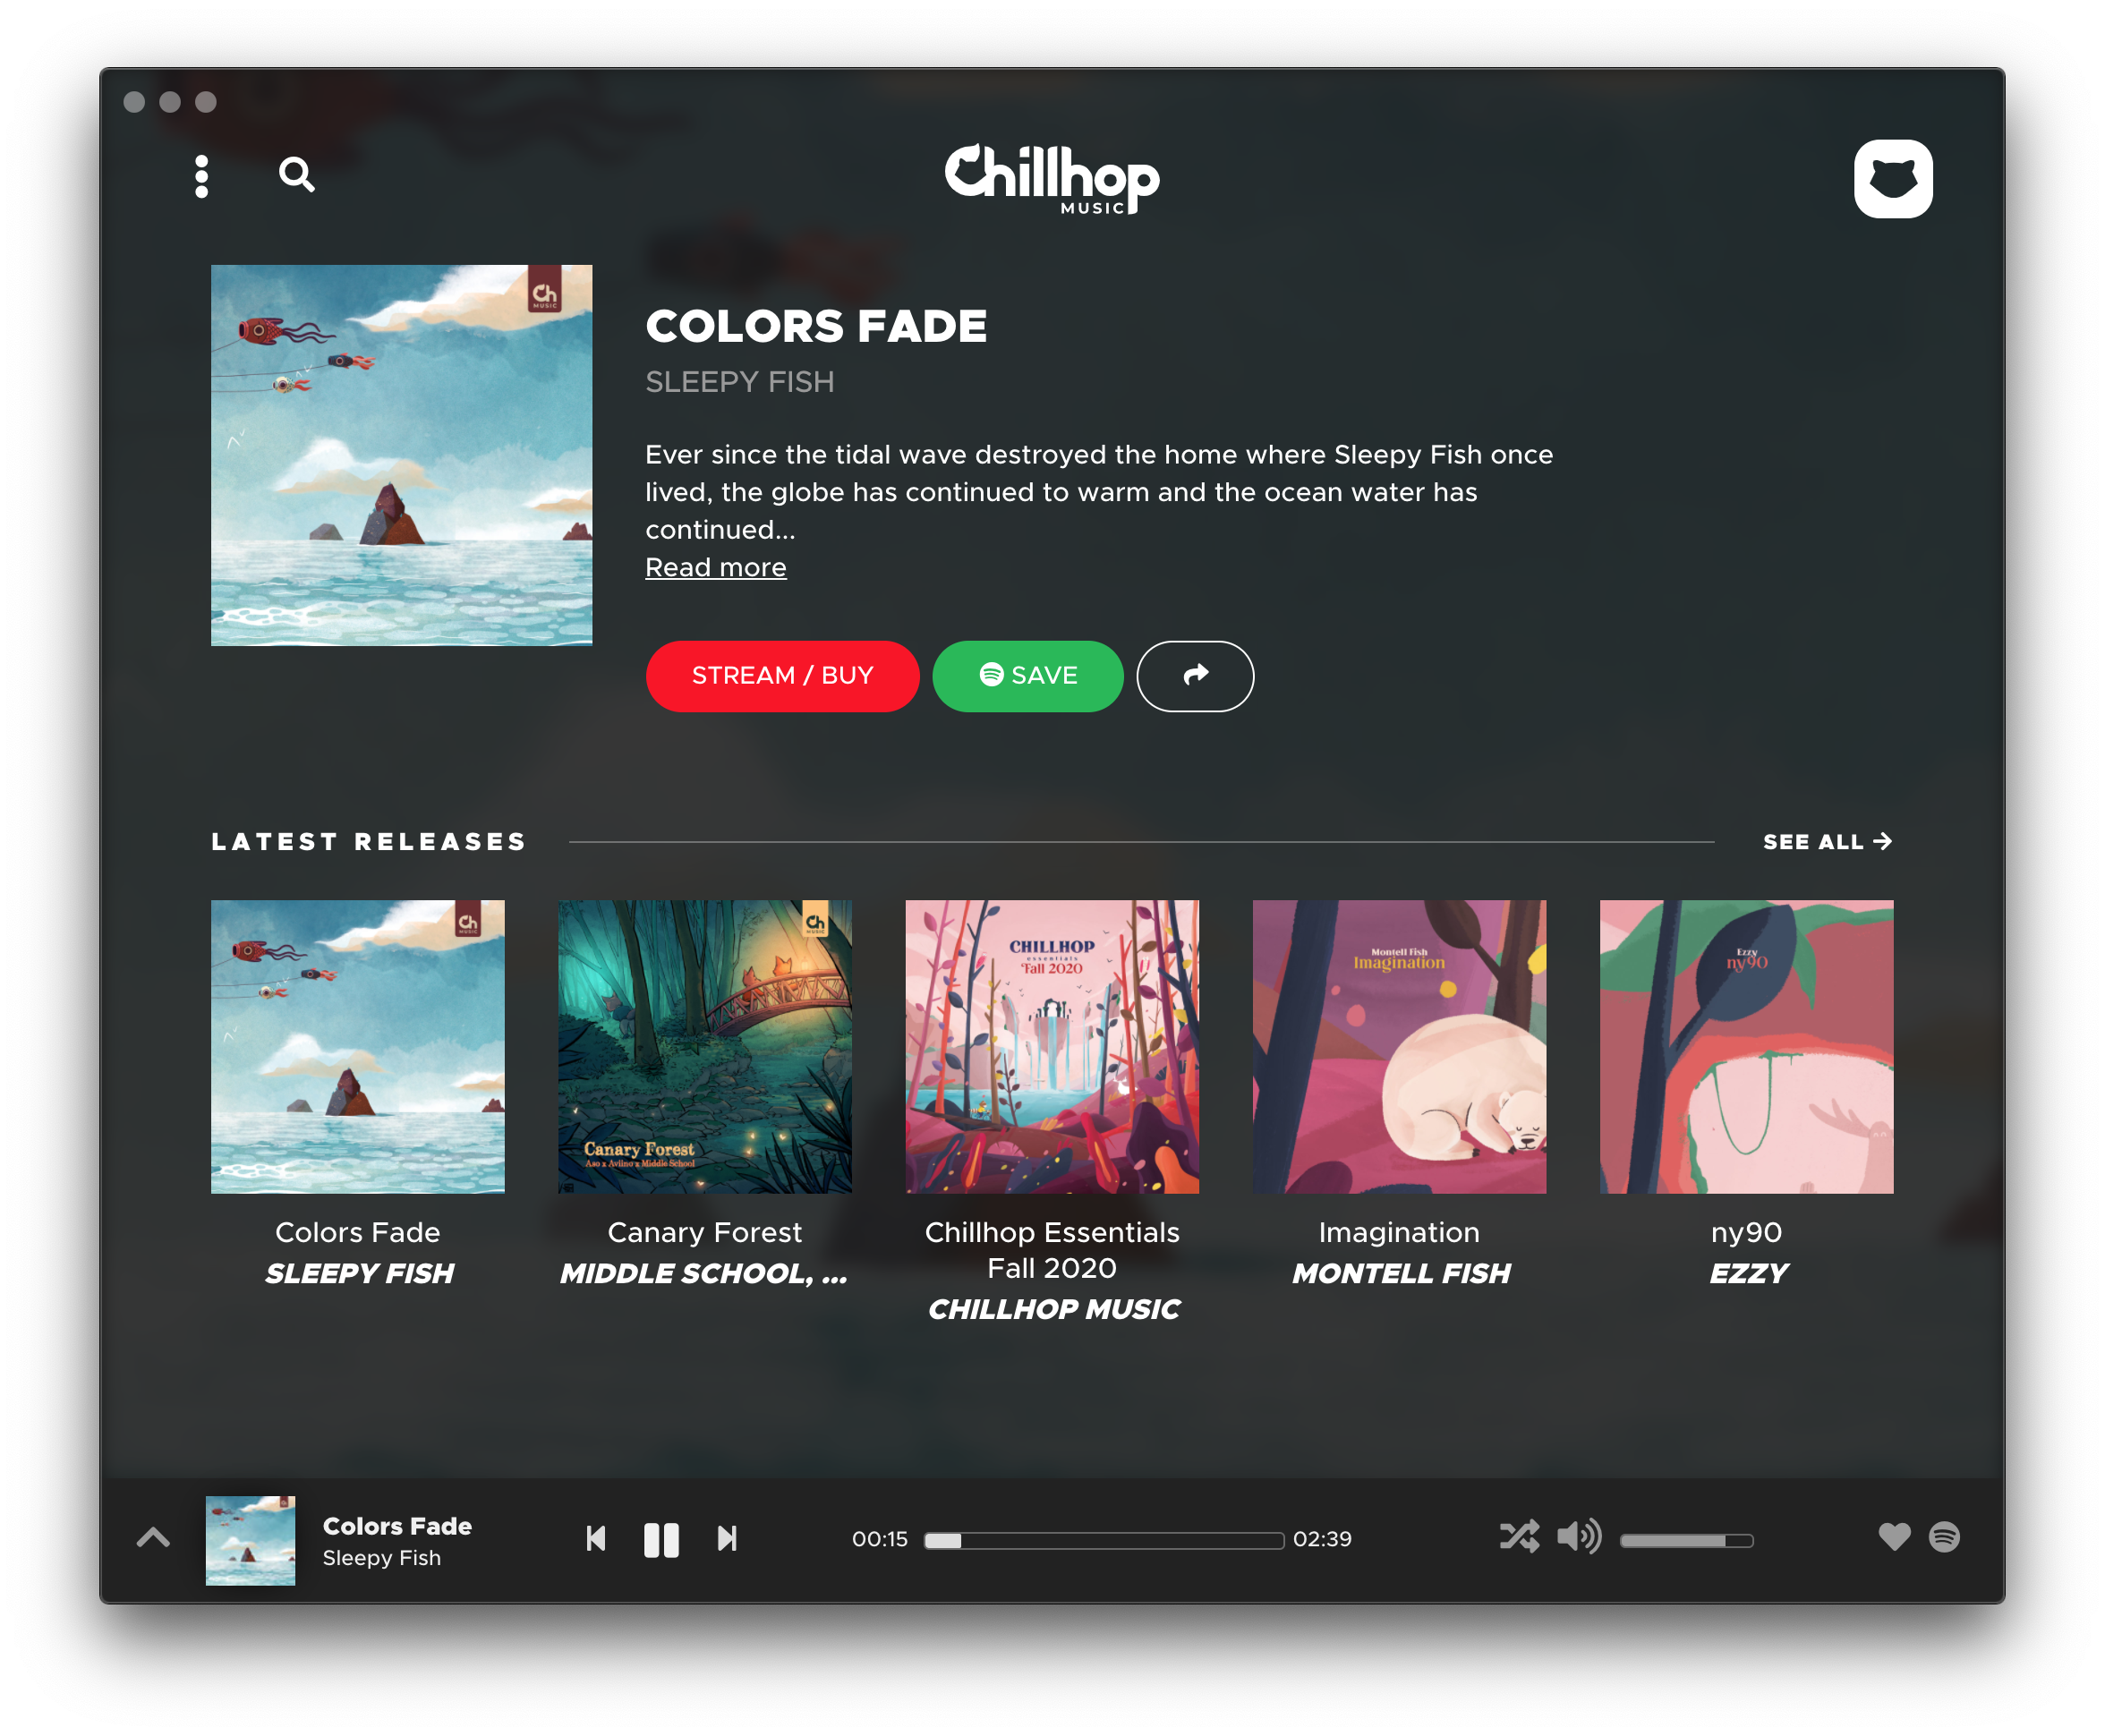 Chillhop
MUSIC
Ch
MUSIC
COLORS FADE
SLEEPY FISH
Ever since the tidal wave destroyed the home where Sleepy Fish once
lived, the globe has continued to warm and the ocean water has
continued...
Read more
STREAM / BUY
SAVE
LATEST RELEASES
SEE ALL
Ch
MUSIC
Ch
MUSIC
Canary Forest
Aso x Aviino x Middle School
CHILLHOP
essentials
Fall 2020
Montell Fish
Imagination
Ezzy
ny90
Colors Fade
SLEEPY FISH
Canary Forest
MIDDLE SCHOOL, ...
Chillhop Essentials
Fall 2020
CHILLHOP MUSIC
Imagination
MONTELL FISH
ny90
EZZY
Colors Fade
Sleepy Fish
00:15
02:39